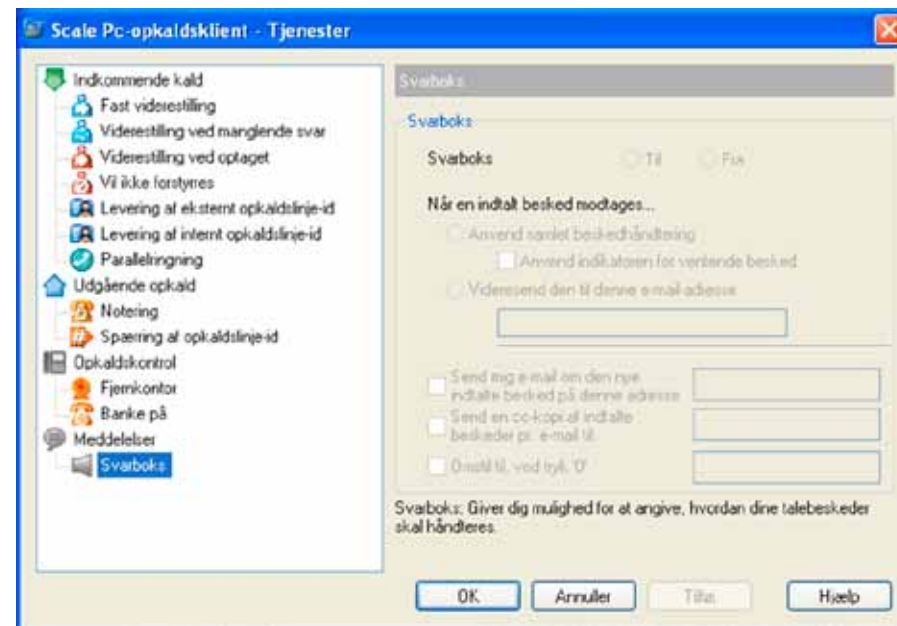 Scale Pc-opkaldsklient - Tjenester
Indkommende kald
Fast viderestilling
Viderestilling ved manglende svar
Viderestilling ved optaget
Vil ikke forstyrres
Levering af eksternt opkaldslinje-id
Levering af internt opkaldslinje-id
Parallelringning
Udgående opkald
Notering
Spærring af opkaldslinje-id
Opkaldskontrol
Fjernkontor
Banke på
Meddelelser
Svarboks
Svarboks
Svarboks
Svarboks
Til
Fra
Når en indtalt besked modtages...
Anvend samlet beskedhåndtering
Anvend indikatoren for ventende besked
Videresend den til denne e-mail-adresse
Send mig e-mail om den nye
indtalte besked på denne adresse
Send en cc-kopi af indtalte
beskeder pr. e-mail til:
Omstil til, ved tryk '0'
Svarboks: Giver dig mulighed for at angive, hvordan dine talebeskeder
skal håndteres.
OK
Annuller
Tilføj
Hjælp